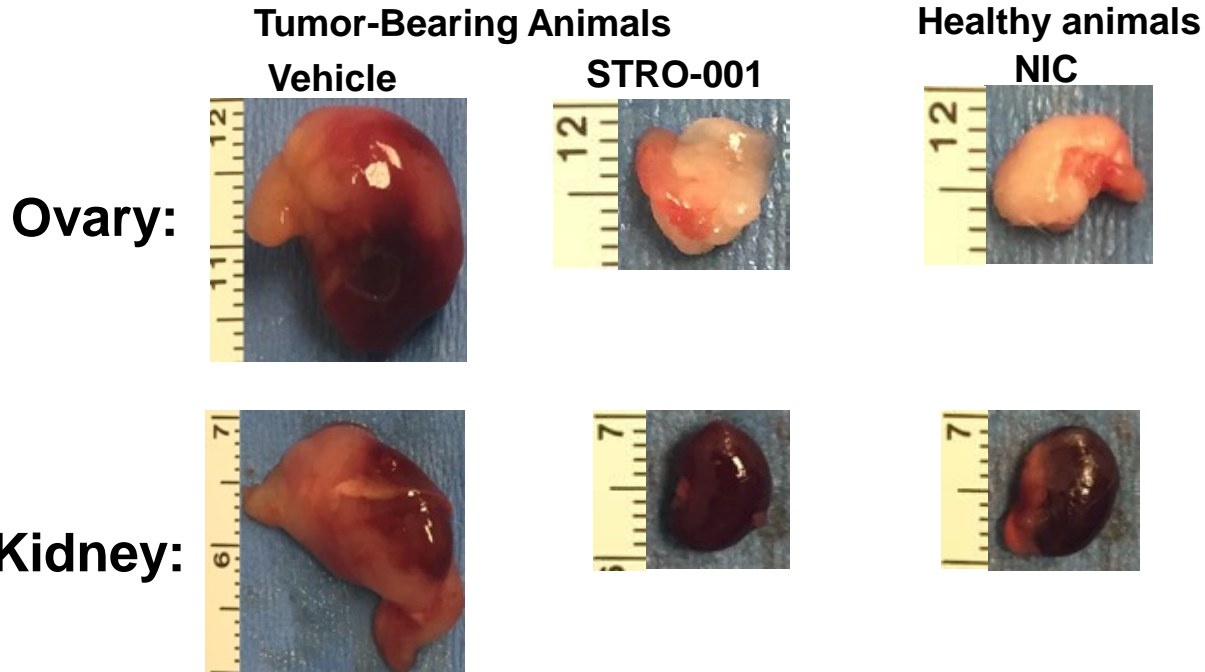 Tumor-Bearing Animals
Healthy animals
Vehicle
STRO-001
NIC
12
12
12
11
Ovary:
7
7
7
6
Kidney: